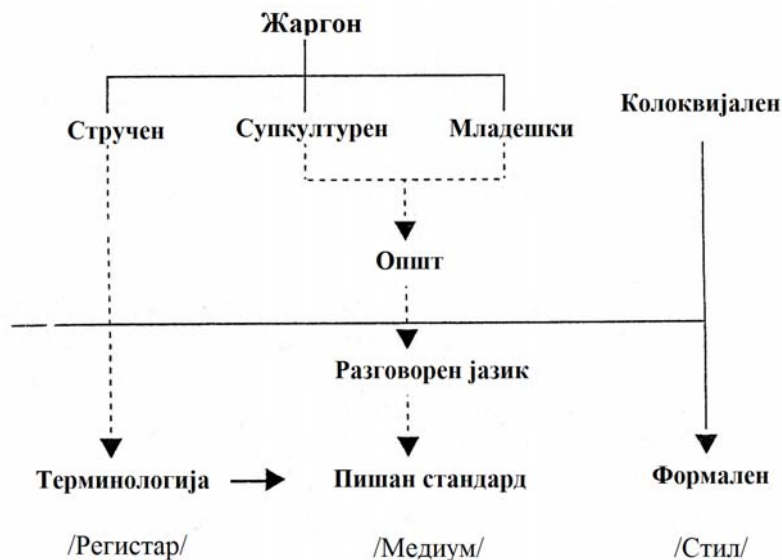 Жаргон
Стручен Супкултурен Младешки Колоквијален
Општ
Разговорен јазик
Терминологија Пишан стандард Формален
/Регистар/ /Медиум/ /Стил/